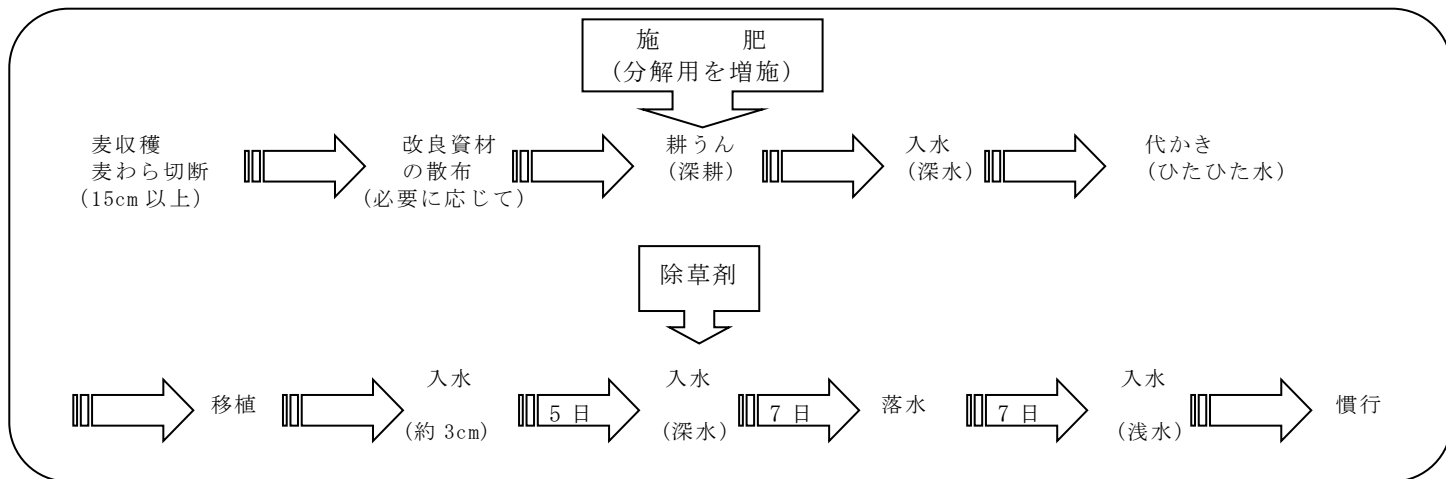 施 肥
(分解用を増施)
麦収穫
麦わら切断
(15cm 以上)
改良資材
の散布
(必要に応じて)
耕うん
(深耕)
入水
(深水)
代かき
(ひたひた水)
除草剤
移植
入水
(約 3cm)
5 日
入水
(深水)
7 日
落水
7 日
入水
(浅水)
慣行